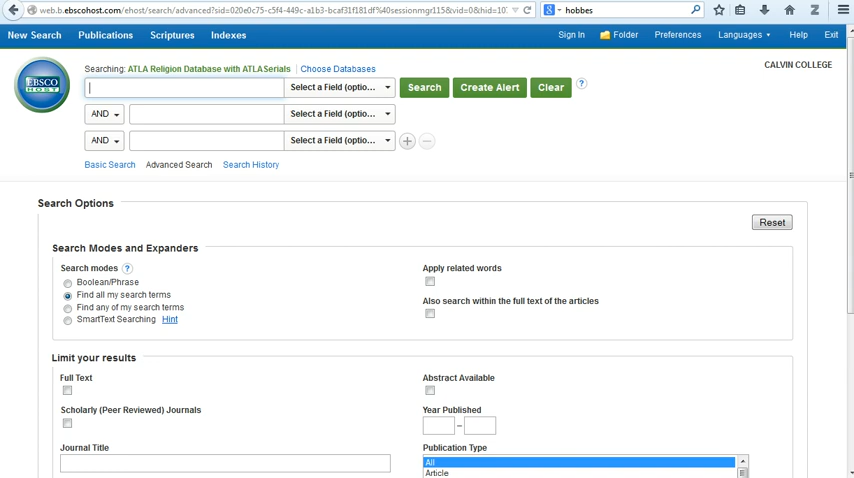 web.b.ebscohost.com/ehost/search/advanced?sid=020e0c75-c5f4-449c-a1b3-bcaf31f181df%40sessionmgr115&vid=0&hid=10 hobbes
New Search Publications Scriptures Indexes Sign In Folder Preferences Languages Help Exit
CALVIN COLLEGE
EBSCO
HOST
Searching: ATLA Religion Database with ATLASerials Choose Databases
Select a Field (optio... Search Create Alert Clear ?
AND Select a Field (optio...
AND Select a Field (optio...
Basic Search Advanced Search Search History
Search Options
Reset
Search Modes and Expanders
Search modes ?
Boolean/Phrase
Find all my search terms
Find any of my search terms
SmartText Searching Hint
Apply related words
Also search within the full text of the articles
Limit your results
Full Text
Abstract Available
Scholarly (Peer Reviewed) Journals
Year Published
–
Journal Title
Publication Type
All
Article